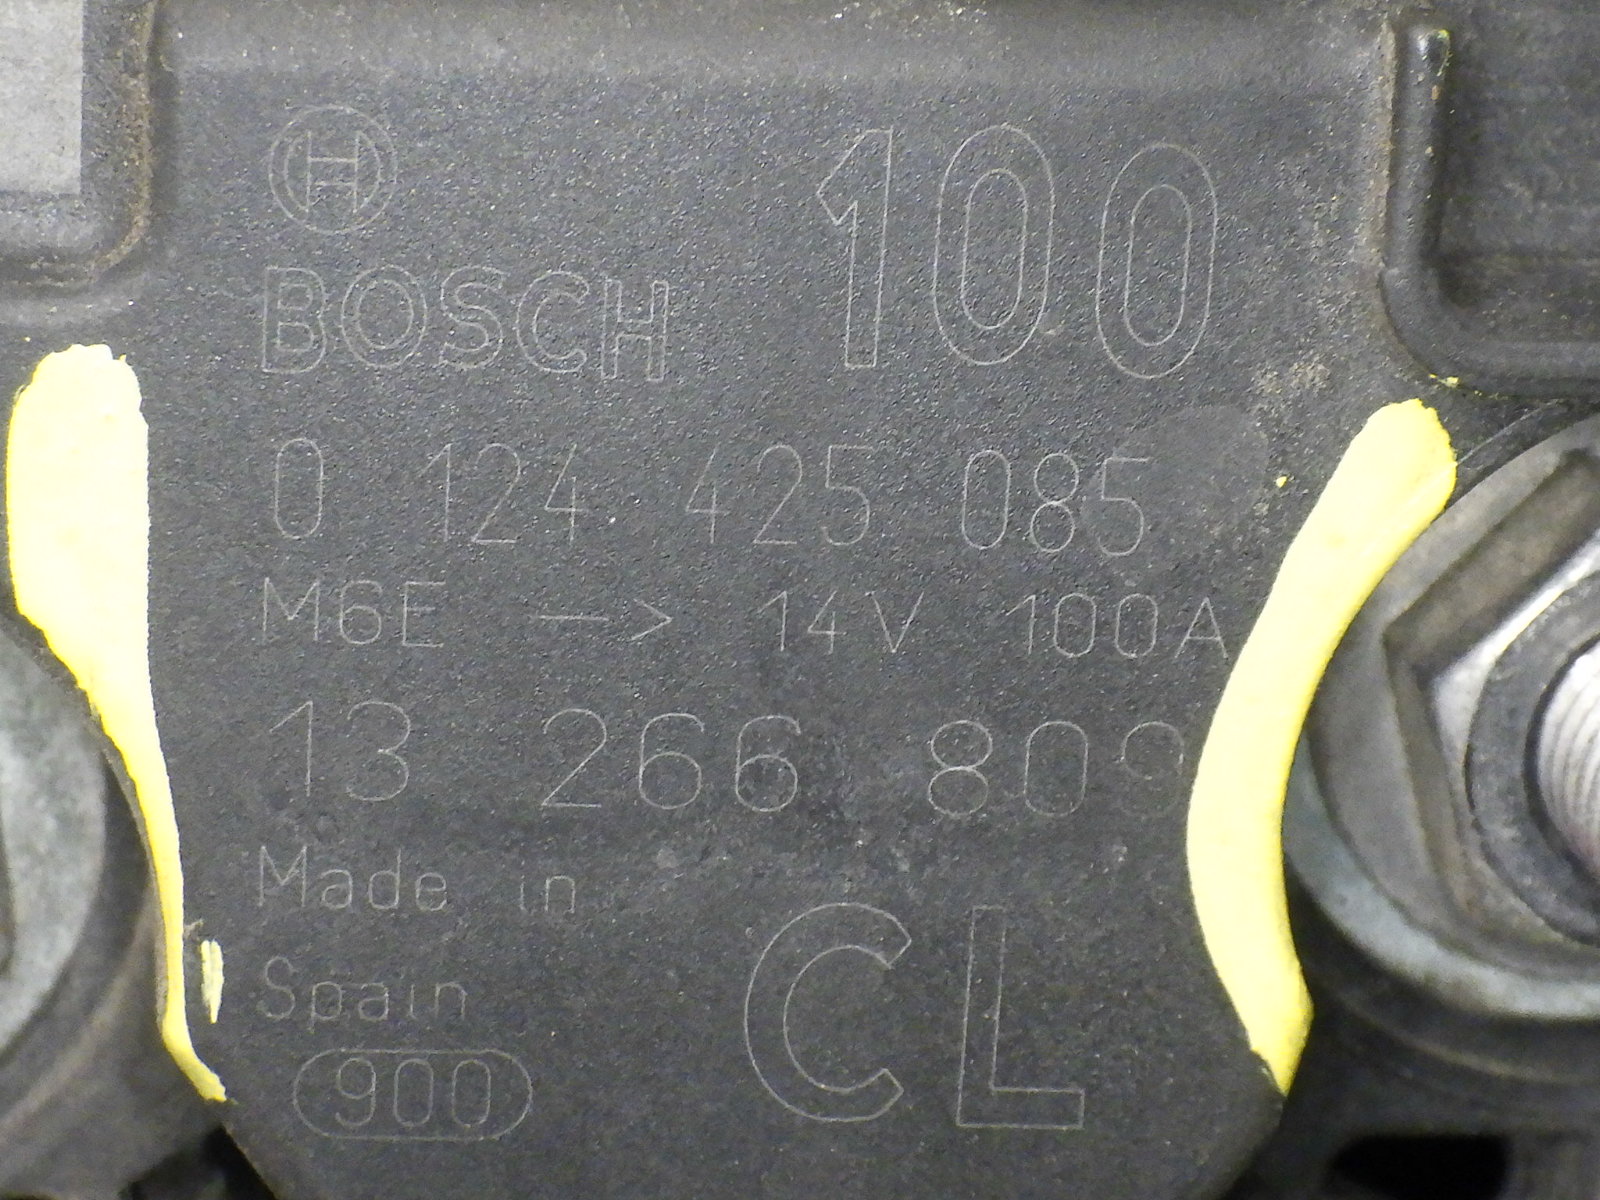 BOSCH 100
0 124 425 085
M6E —> 14V 100A
13 266 809
Made in
Spain CL
900